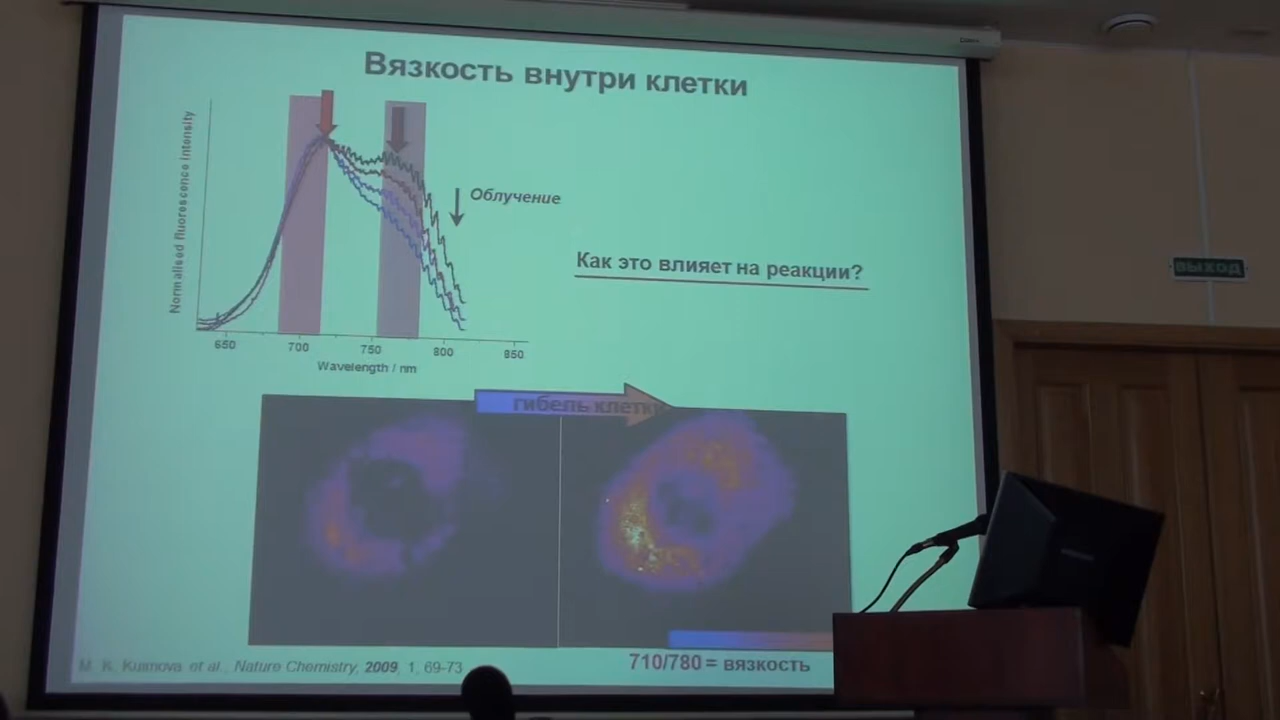 Вязкость внутри клетки
Normalised fluorescence intensity
Облучение
Как это влияет на реакции?
650 700 750 800 850
Wavelength / nm
гибель клетки
710/780 = вязкость
M. K. Kuimova et al., Nature Chemistry, 2009, 1, 69-73
ВЫХОД